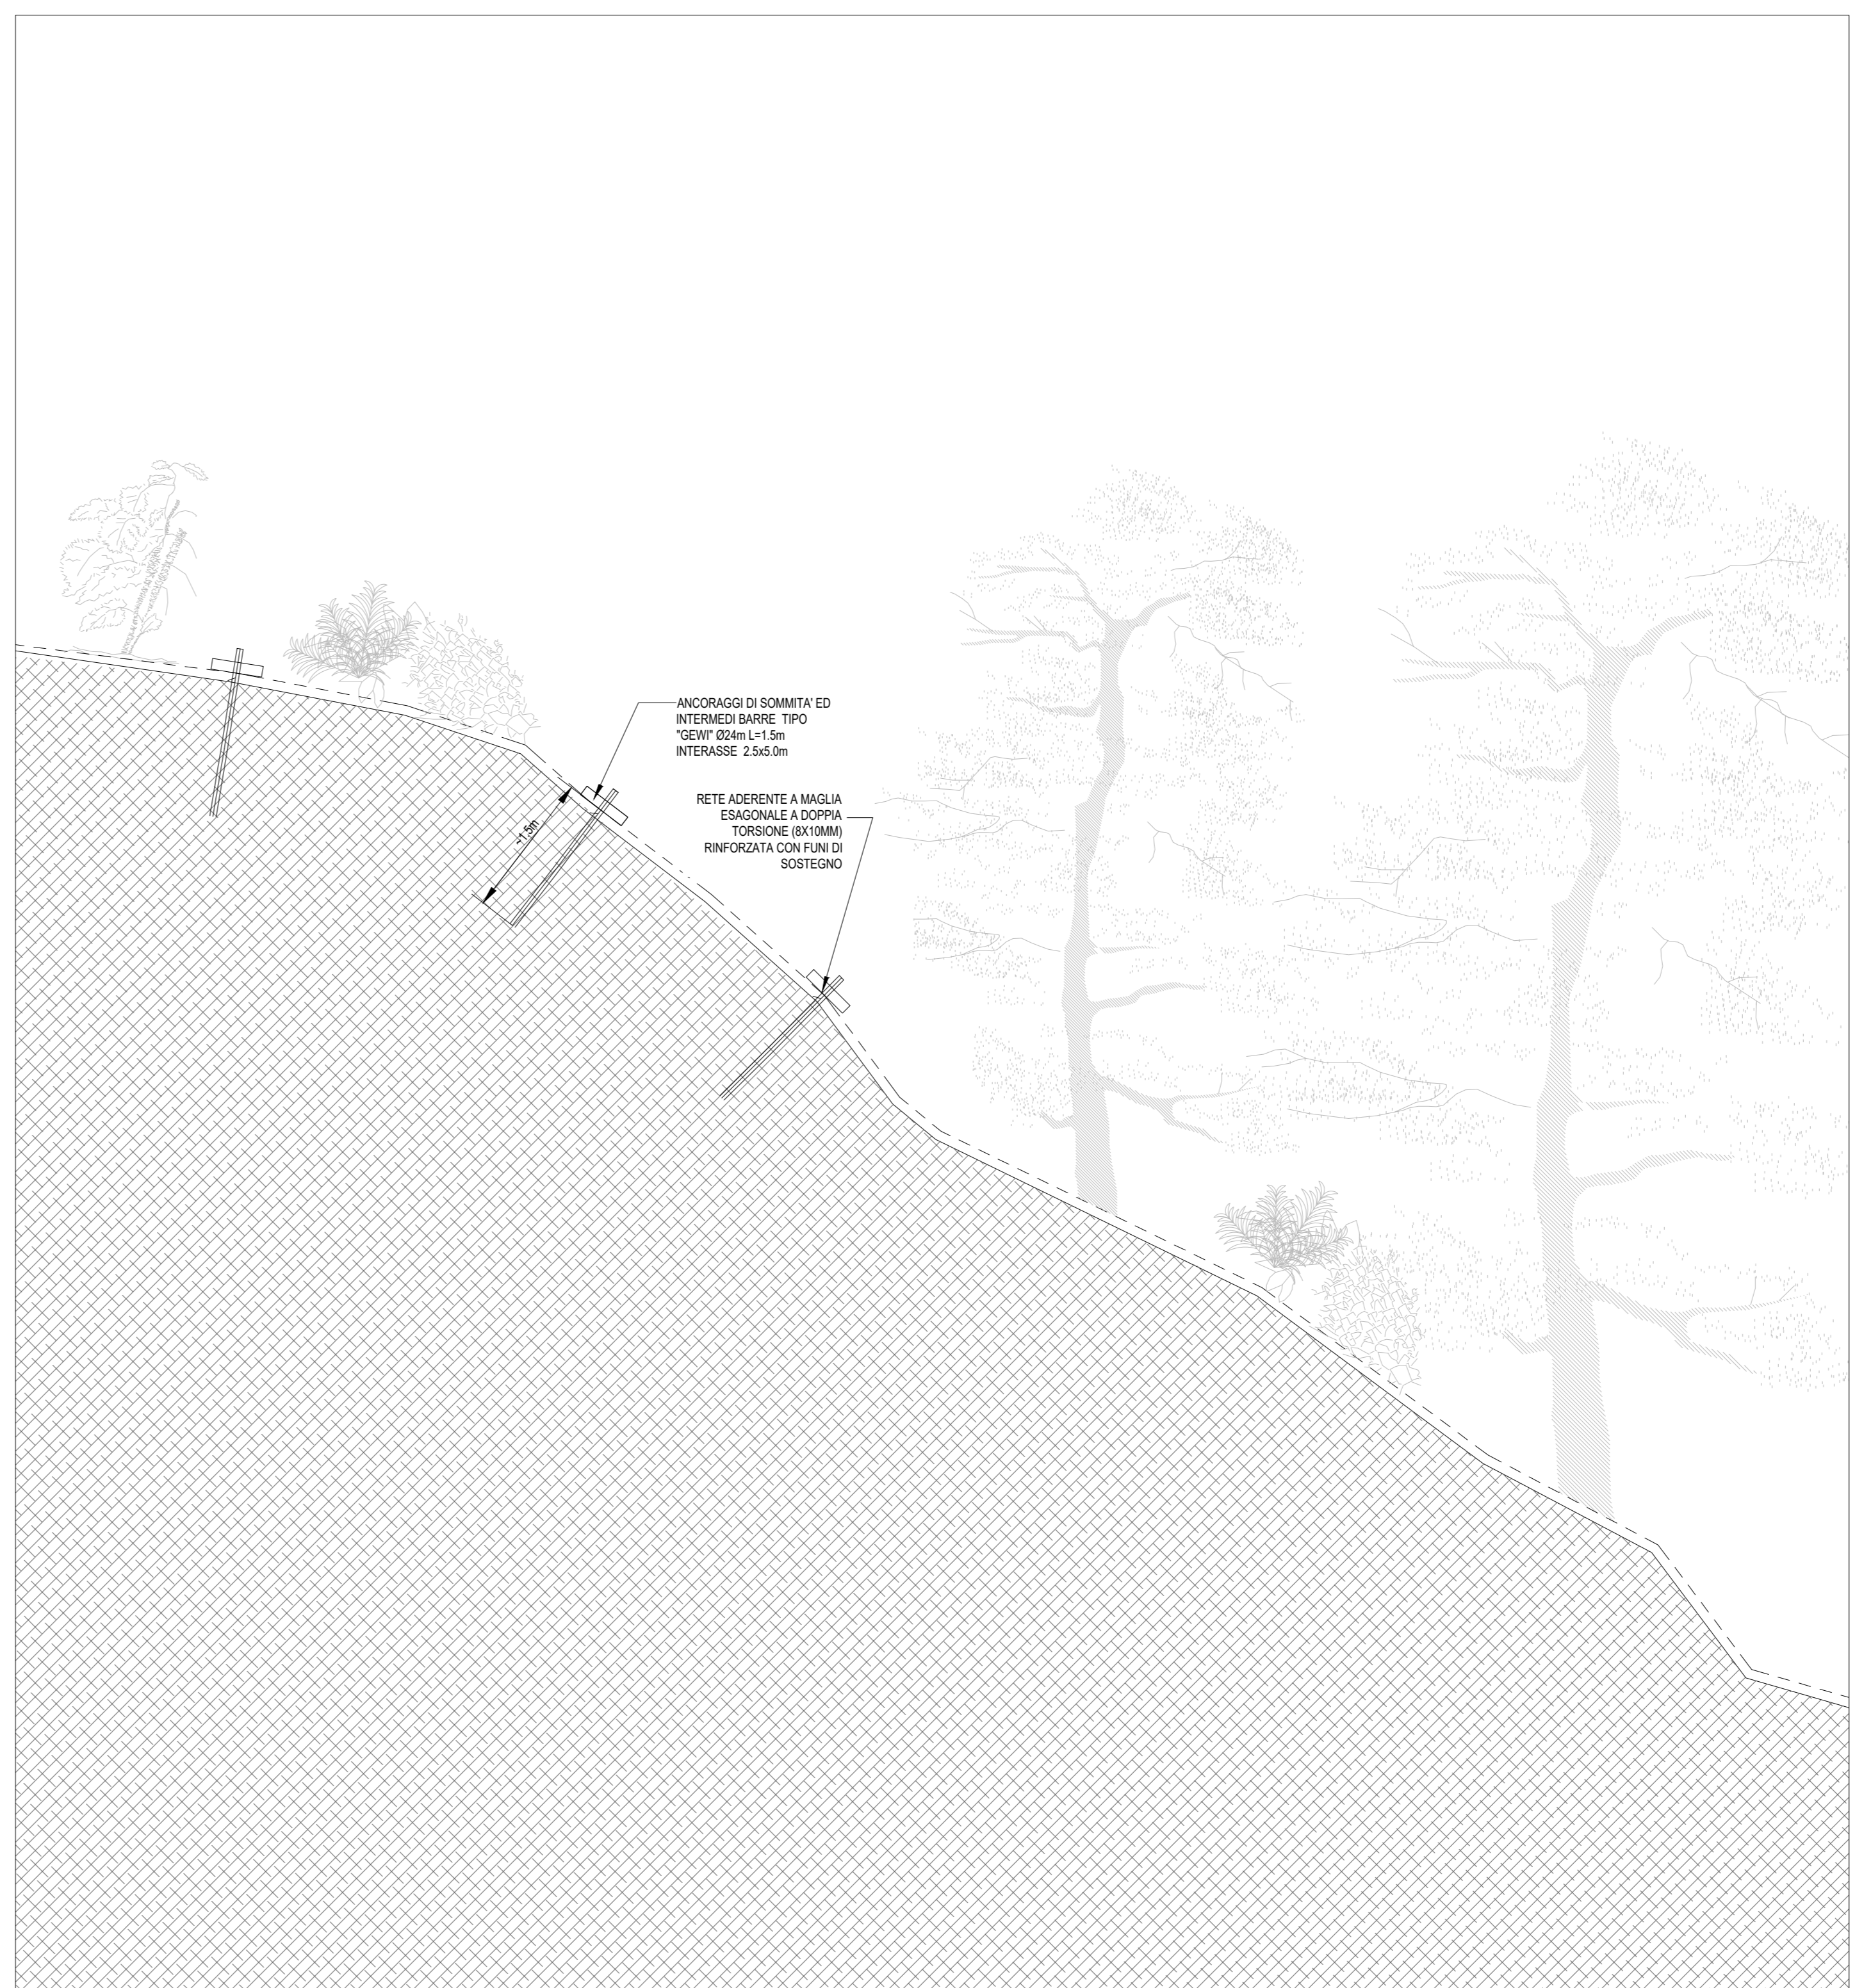 ANCORAGGI DI SOMMITA' ED
INTERMEDI BARRE TIPO
"GEWI" Ø24m L=1.5m
INTERASSE 2.5x5.0m
~1.5m
RETE ADERENTE A MAGLIA
ESAGONALE A DOPPIA
TORSIONE (8X10MM)
RINFORZATA CON FUNI DI
SOSTEGNO